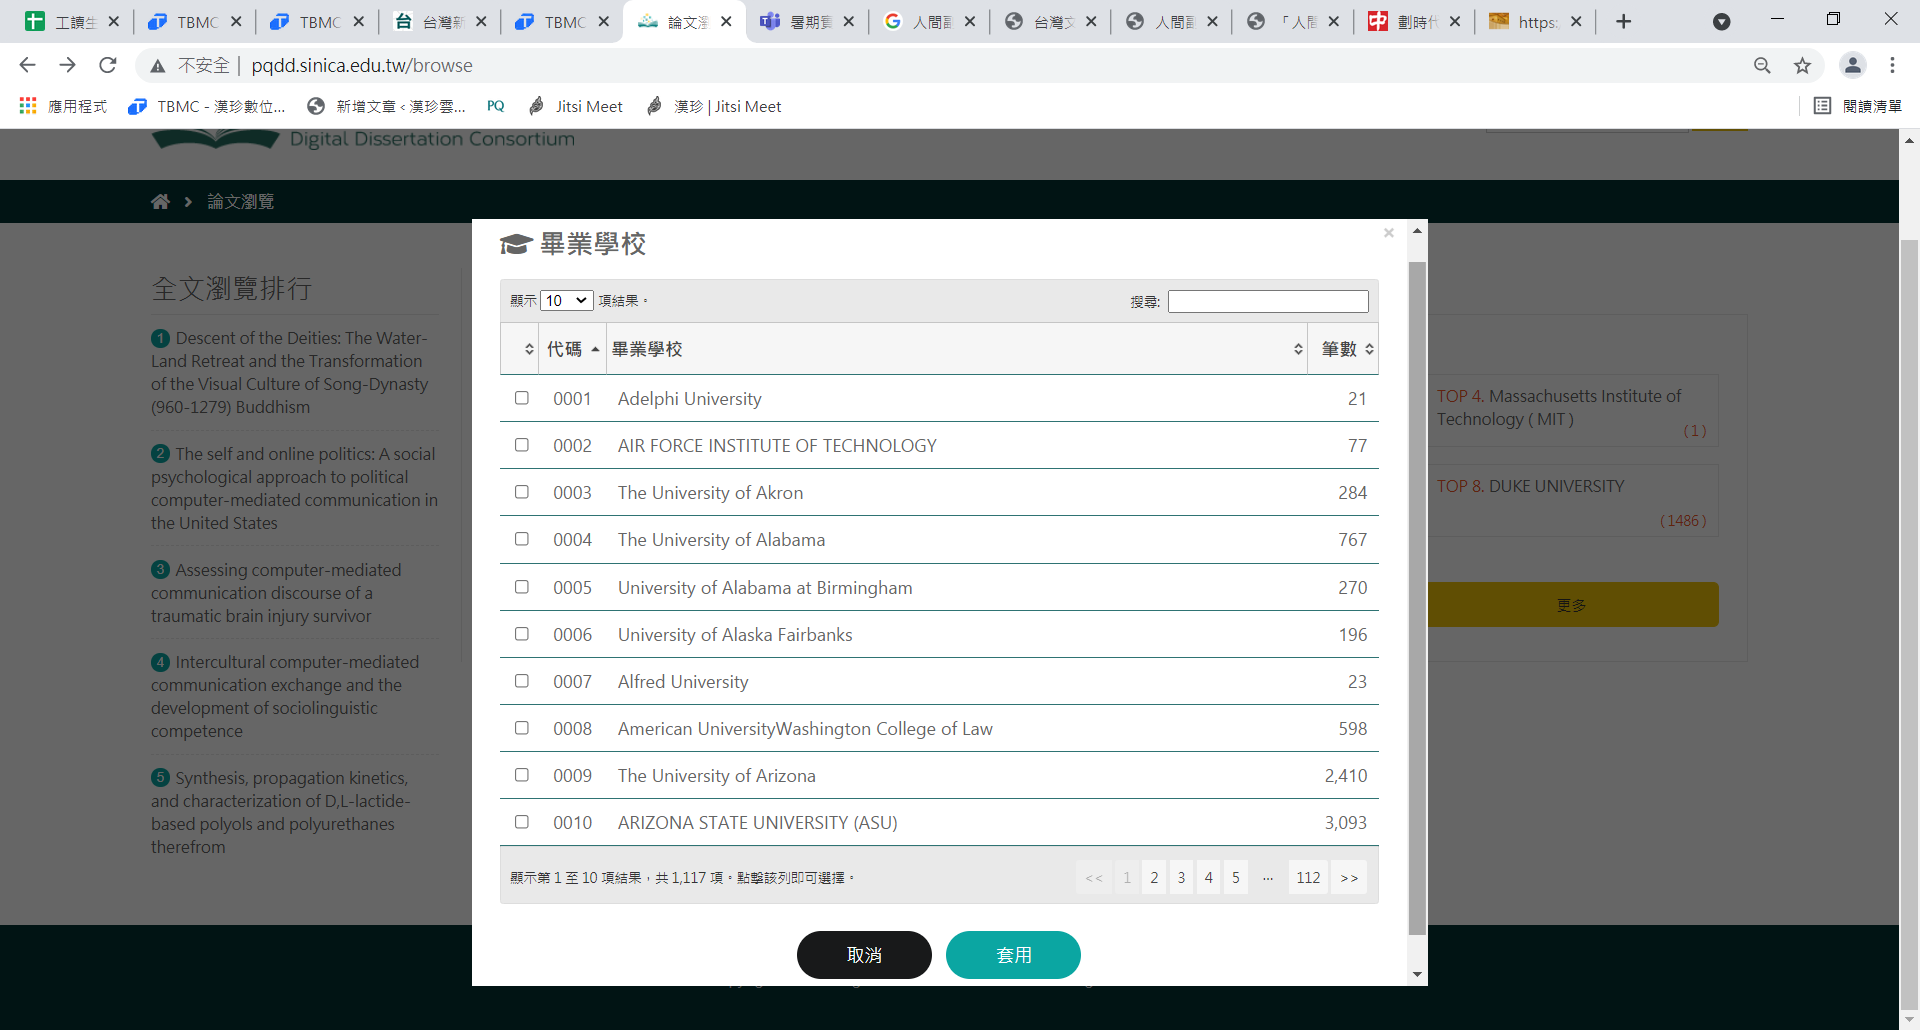 工讀生
TBMC
TBMC
台灣新
TBMC
論文瀏
暑期實
人間副
台灣文
人間副
「人間
劃時代
https:
不安全 | pqdd.sinica.edu.tw/browse
應用程式
TBMC - 漢珍數位...
新增文章 ‹ 漢珍雲...
PQ
Jitsi Meet
漢珍 | Jitsi Meet
閱讀清單
Digital Dissertation Consortium
論文瀏覽
全文瀏覽排行
1 Descent of the Deities: The Water-
Land Retreat and the Transformation
of the Visual Culture of Song-Dynasty
(960-1279) Buddhism
2 The self and online politics: A social
psychological approach to political
computer-mediated communication in
the United States
3 Assessing computer-mediated
communication discourse of a
traumatic brain injury survivor
4 Intercultural computer-mediated
communication exchange and the
development of sociolinguistic
competence
5 Synthesis, propagation kinetics,
and characterization of D,L-lactide-
based polyols and polyurethanes
therefrom
畢業學校
×
顯示 10 項結果。
搜尋:
代碼 畢業學校 筆數
0001 Adelphi University 21
0002 AIR FORCE INSTITUTE OF TECHNOLOGY 77
0003 The University of Akron 284
0004 The University of Alabama 767
0005 University of Alabama at Birmingham 270
0006 University of Alaska Fairbanks 196
0007 Alfred University 23
0008 American UniversityWashington College of Law 598
0009 The University of Arizona 2,410
0010 ARIZONA STATE UNIVERSITY (ASU) 3,093
顯示第 1 至 10 項結果，共 1,117 項。點擊該列即可選擇。
<< 1 2 3 4 5 ... 112 >>
取消
套用
TOP 4. Massachusetts Institute of
Technology ( MIT )
( 1 )
TOP 8. DUKE UNIVERSITY
( 1486 )
更多